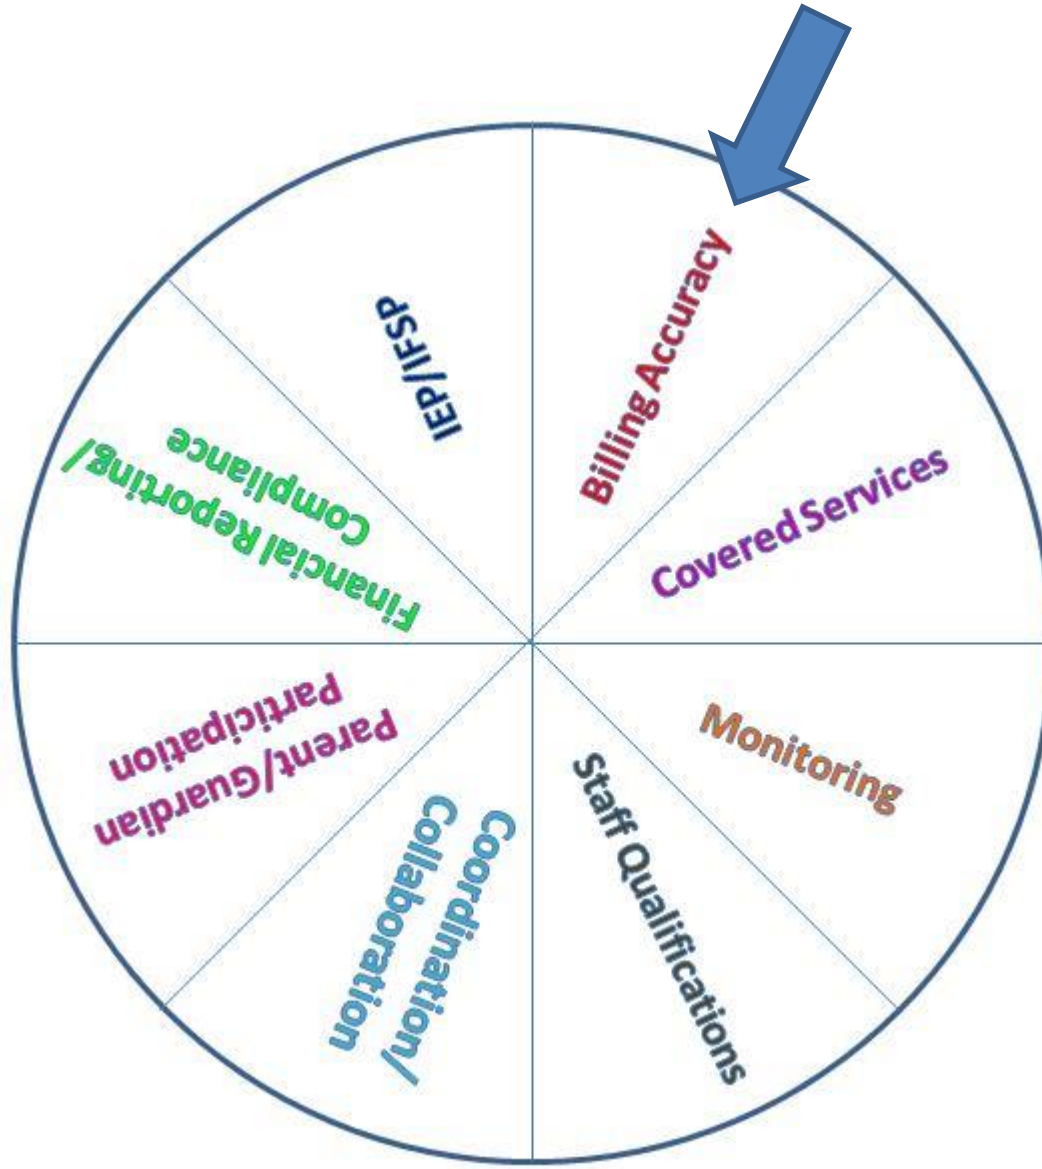 Billing Accuracy
Covered Services
Monitoring
Staff Qualifications
Coordination/
Collaboration
Parent/Guardian
Participation
Financial Reporting/
Compliance
IEP/IFSP